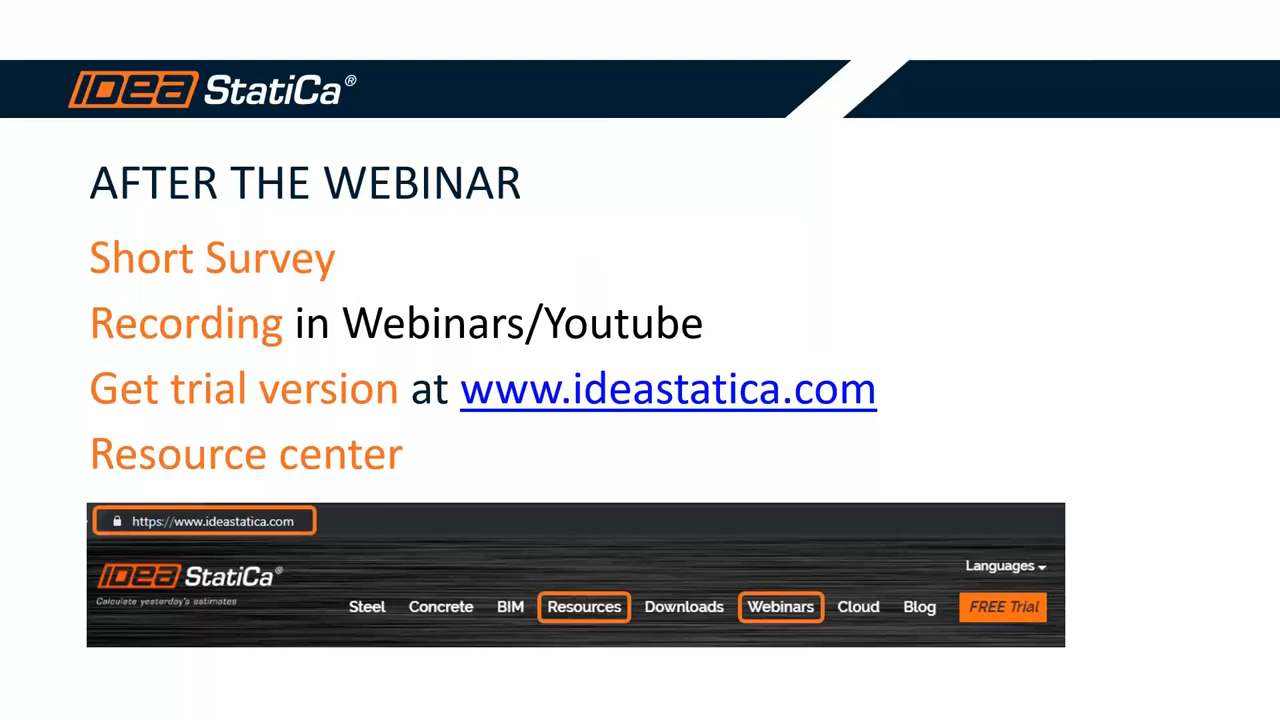 IDEA StatiCa®
AFTER THE WEBINAR
Short Survey
Recording in Webinars/Youtube
Get trial version at www.ideastatica.com
Resource center
https://www.ideastatica.com
Languages
IDEA StatiCa®
Calculate yesterday's estimates
Steel Concrete BIM Resources Downloads Webinars Cloud Blog FREE Trial